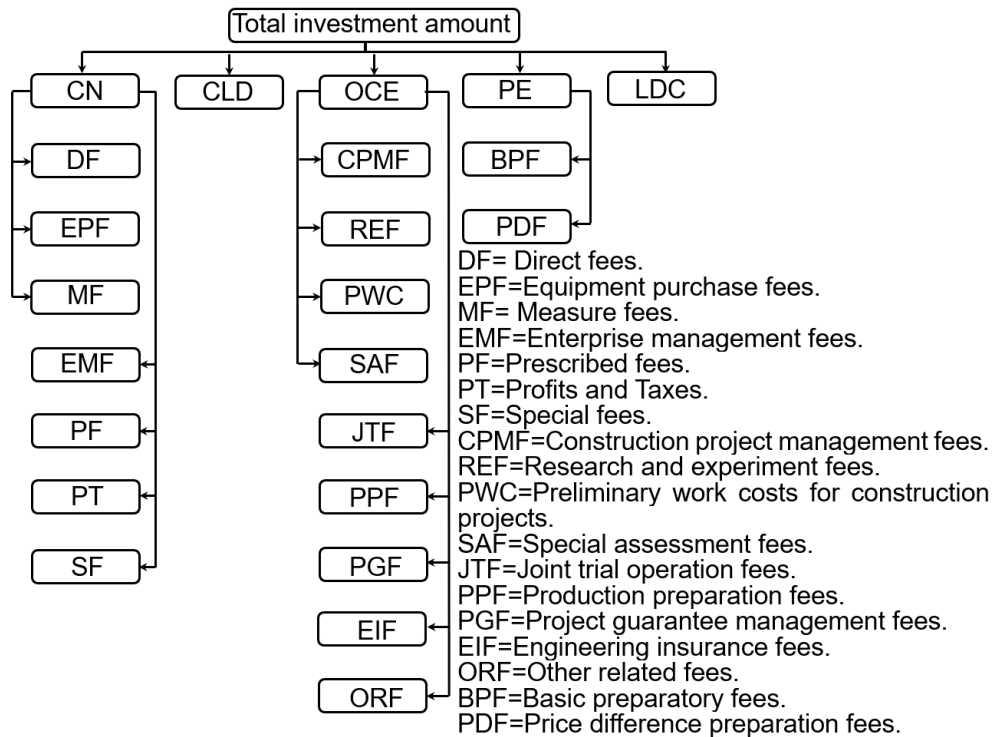 Total investment amount
CN
CLD
OCE
PE
LDC
DF
CPMF
BPF
EPF
REF
PDF
MF
PWC
EMF
SAF
PF
JTF
PT
PPF
SF
PGF
EIF
ORF
DF= Direct fees.
EPF=Equipment purchase fees.
MF= Measure fees.
EMF=Enterprise management fees.
PF=Prescribed fees.
PT=Profits and Taxes.
SF=Special fees.
CPMF=Construction project management fees.
REF=Research and experiment fees.
PWC=Preliminary work costs for construction
projects.
SAF=Special assessment fees.
JTF=Joint trial operation fees.
PPF=Production preparation fees.
PGF=Project guarantee management fees.
EIF=Engineering insurance fees.
ORF=Other related fees.
BPF=Basic preparatory fees.
PDF=Price difference preparation fees.